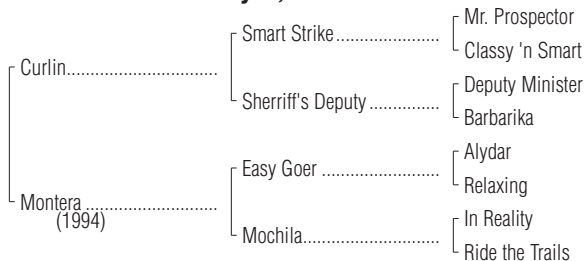 Mr. Prospector
Smart Strike....................
Classy 'n Smart
Curlin.............................
Deputy Minister
Sherriff's Deputy ..............
Barbarika
Alydar
Easy Goer .......................
Relaxing
Montera .........................
(1994)
In Reality
Mochila...........................
Ride the Trails